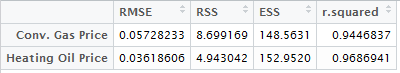 RMSE RSS ESS r.squared
Conv. Gas Price 0.05728233 8.699169 148.5631 0.9446837
Heating Oil Price 0.03618606 4.943042 152.9520 0.9686941